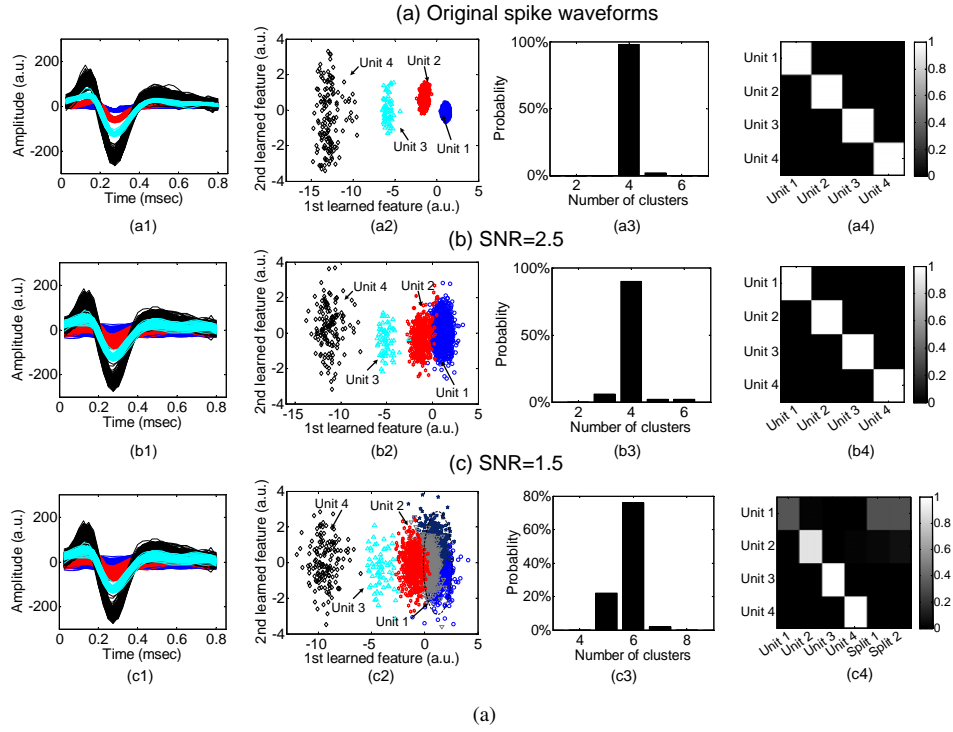 (a) Original spike waveforms
Amplitude (a.u.)
200
0
-200
0
0.2
0.4
0.6
0.8
Time (msec)
(a1)
2nd learned feature (a.u.)
4
2
0
-2
-4
-15
-10
-5
0
5
1st learned feature (a.u.)
Unit 4
Unit 2
Unit 3
Unit 1
(a2)
Probability
100%
50%
0%
2
4
6
Number of clusters
(a3)
Unit 1
Unit 2
Unit 3
Unit 4
Unit 1
Unit 2
Unit 3
Unit 4
1
0.8
0.6
0.4
0.2
0
(a4)
(b) SNR=2.5
Amplitude (a.u.)
200
0
-200
0
0.2
0.4
0.6
0.8
Time (msec)
(b1)
2nd learned feature (a.u.)
4
2
0
-2
-4
-15
-10
-5
0
5
1st learned feature (a.u.)
Unit 4
Unit 2
Unit 3
Unit 1
(b2)
Probability
100%
50%
0%
2
4
6
Number of clusters
(b3)
Unit 1
Unit 2
Unit 3
Unit 4
Unit 1
Unit 2
Unit 3
Unit 4
1
0.8
0.6
0.4
0.2
0
(b4)
(c) SNR=1.5
Amplitude (a.u.)
200
0
-200
0
0.2
0.4
0.6
0.8
Time (msec)
(c1)
2nd learned feature (a.u.)
4
2
0
-2
-4
-10
-5
0
5
1st learned feature (a.u.)
Unit 4
Unit 2
Unit 3
Unit 1
(c2)
Probability
80%
60%
40%
20%
0%
4
6
8
Number of clusters
(c3)
Unit 1
Unit 2
Unit 3
Unit 4
Unit 1
Unit 2
Unit 3
Unit 4
Split 1
Split 2
1
0.8
0.6
0.4
0.2
0
(c4)
(a)